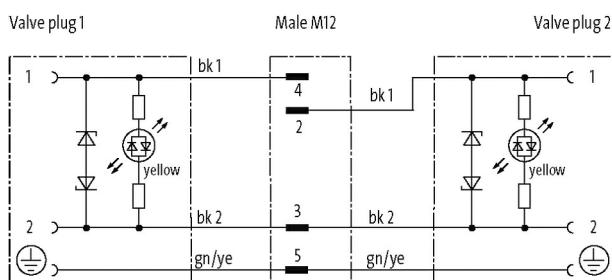 Valve plug 1 Male M12 Valve plug 2
1 bk 1 4 bk 1 1
2
yellow yellow
2 bk 2 3 bk 2 2
gn/ye 5 gn/ye